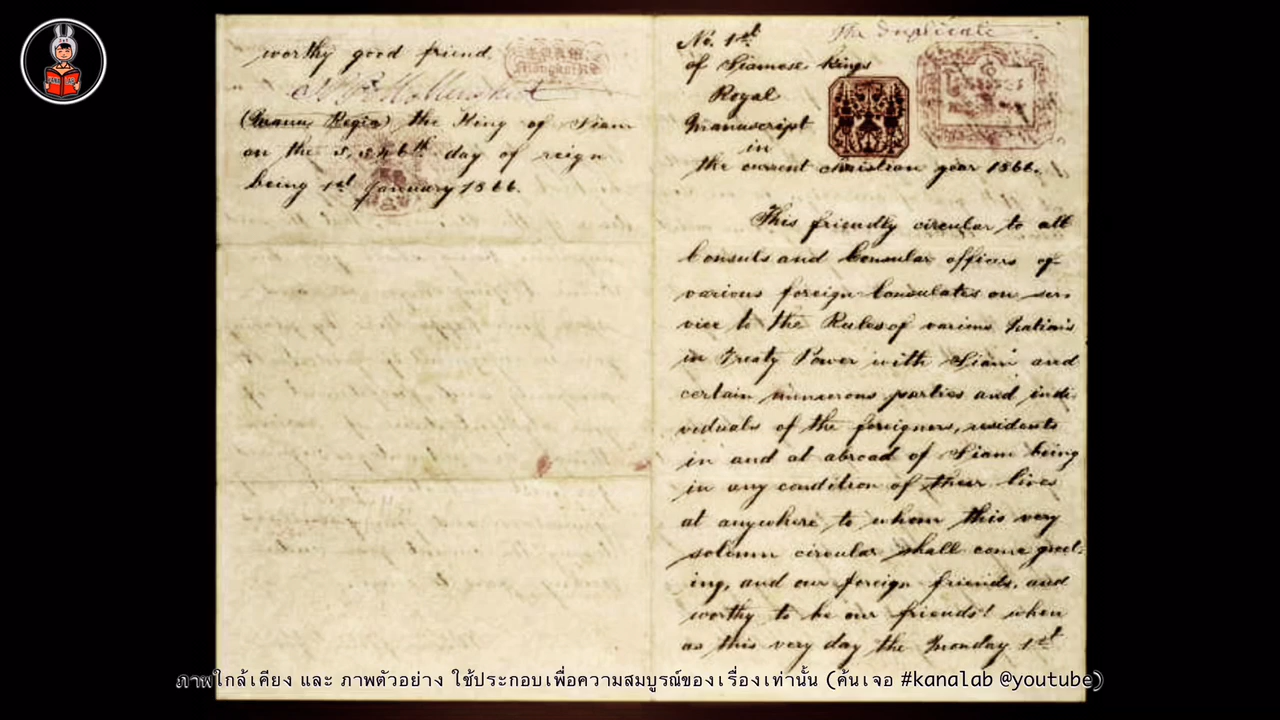 worthy good friend
(Manu Regia) the King of Siam
on the 5,346th day of reign
being 1st January 1866.
The Duplicate
No. 1st
of Siamese Kings
Royal
manuscript
in
the current christian year 1866.
This friendly circular to all
Consuls and Consular officers of
various foreign Consulates on ser
vice to the Rules of various Nations
in Treaty Power with Siam and
certain numerous parties and indi
viduals of the foreigners, residents
in and at abroad of Siam being
in any condition of their lives
at anywhere to whom this very
solemn circular shall come greet-
ing, and our foreign friends, and
worthy to be our friends! when
as this very day the Monday 1st
ภาพใกล้เคียง และ ภาพตัวอย่าง ใช้ประกอบเพื่อความสมบูรณ์ของเรื่องเท่านั้น (ค้นเจอ #kanalab @youtube)